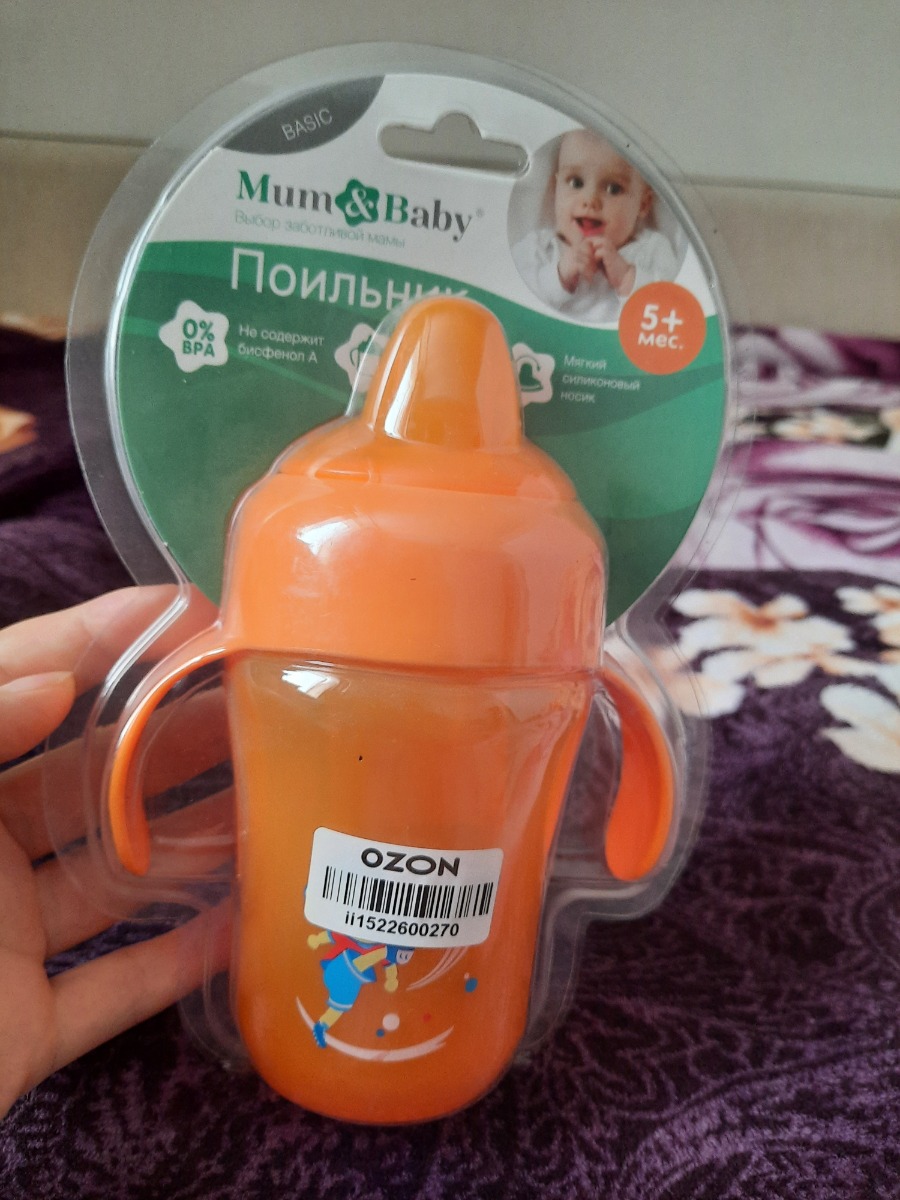 BASIC
Mum&Baby®
Выбор заботливой мамы
Поильник
0%
BPA
Не содержит
бисфенол А
Мягкий
силиконовый
носик
5+
мес.
OZON
ii1522600270